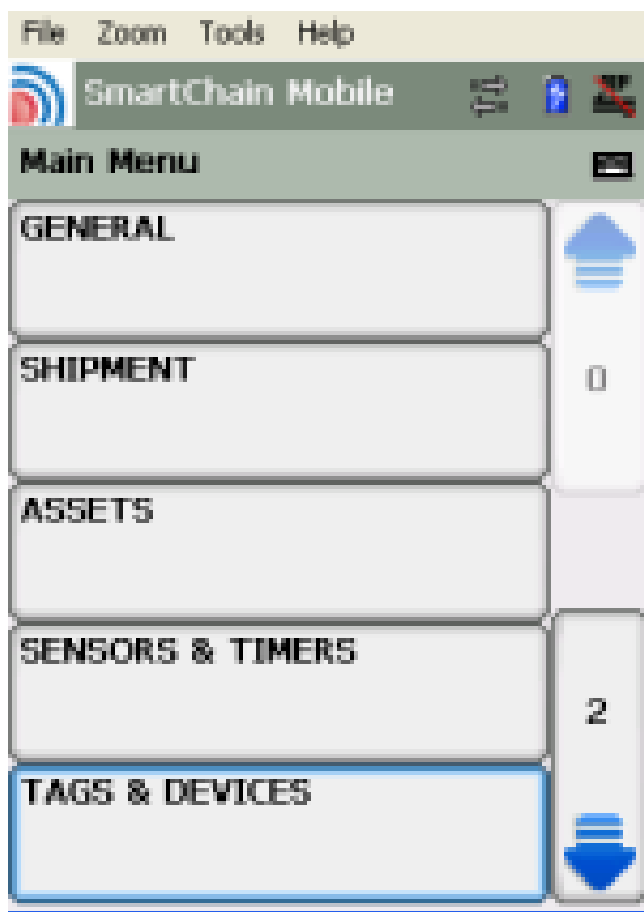 File Zoom Tools Help
SmartChain Mobile
Main Menu
GENERAL
SHIPMENT
0
ASSETS
SENSORS & TIMERS
2
TAGS & DEVICES